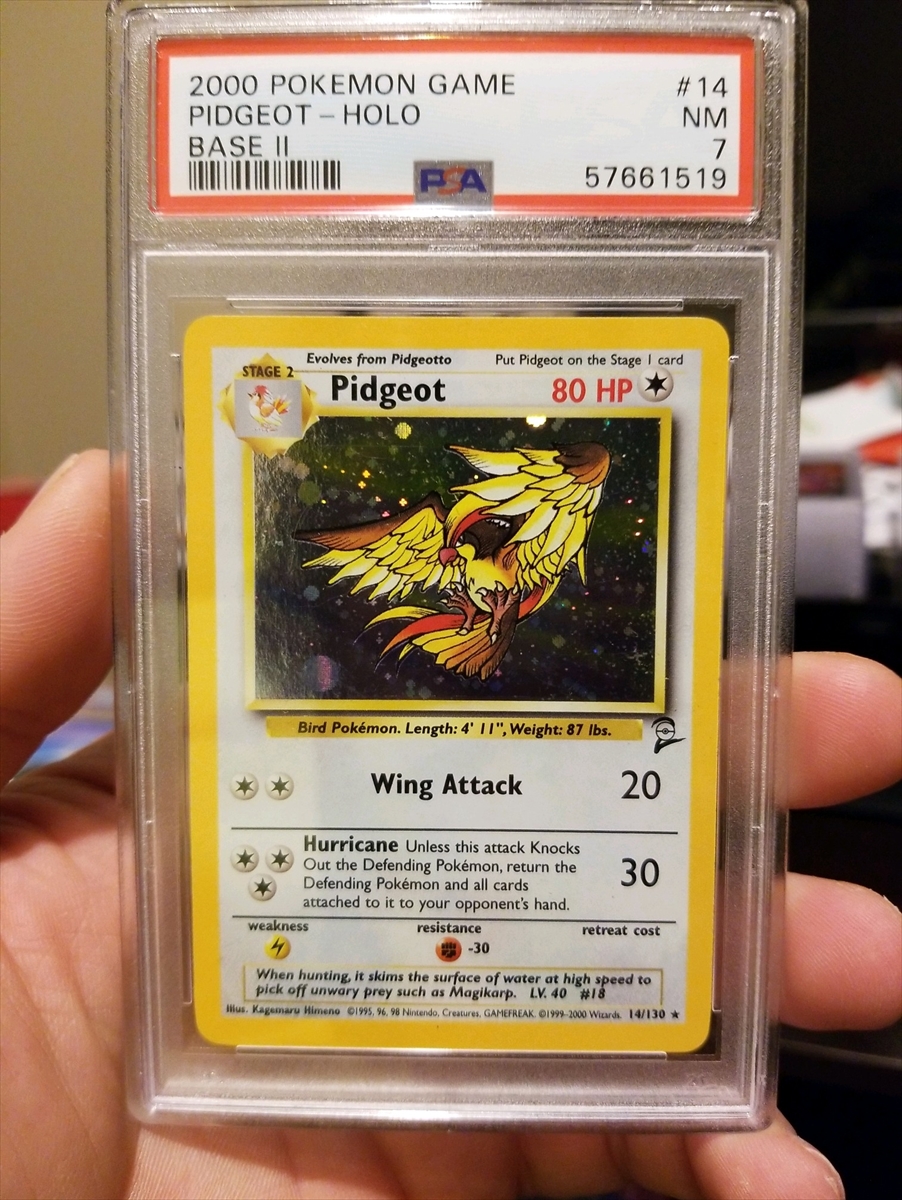 2000 POKEMON GAME #14
PIDGEOT – HOLO NM
BASE II 7
PSA 57661519
Evolves from Pidgeotto Put Pidgeot on the Stage 1 card
STAGE 2
Pidgeot 80 HP
Bird Pokémon. Length: 4' 11", Weight: 87 lbs.
Wing Attack 20
Hurricane Unless this attack Knocks
Out the Defending Pokémon, return the
Defending Pokémon and all cards
attached to it to your opponent's hand.
30
weakness resistance retreat cost
-30
When hunting, it skims the surface of water at high speed to
pick off unwary prey such as Magikarp. LV. 40 #18
Illus. Kagemaru Himeno ©1995, 96, 98 Nintendo, Creatures, GAMEFREAK. ©1999-2000 Wizards. 14/130 ★